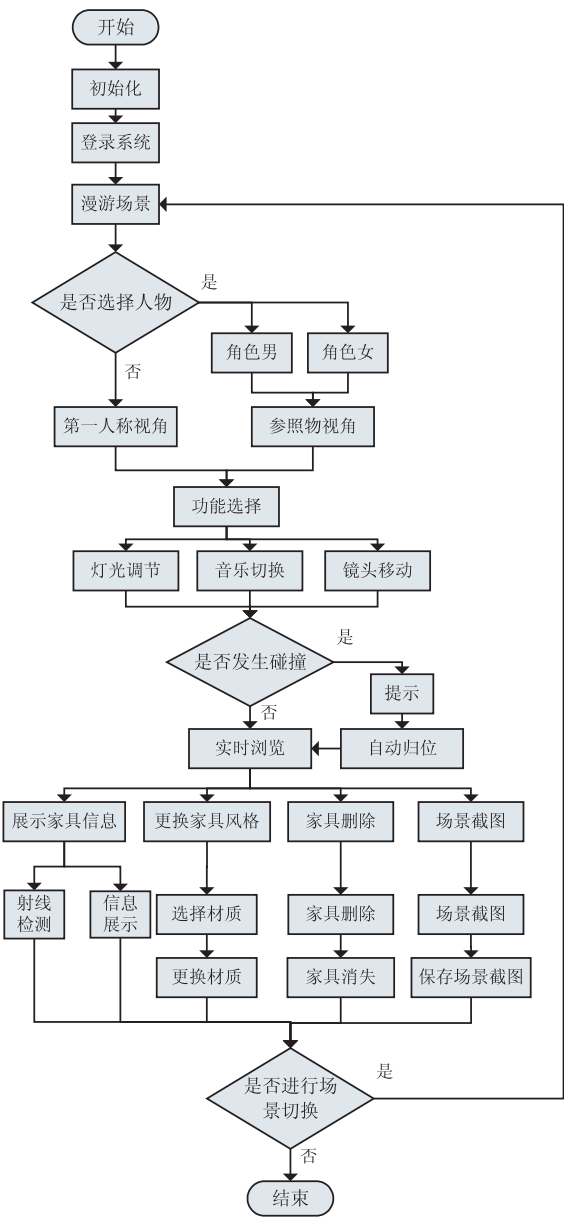 开始
初始化
登录系统
漫游场景
是否选择人物
是
角色男
角色女
否
第一人称视角
参照物视角
功能选择
灯光调节
音乐切换
镜头移动
是否发生碰撞
是
提示
否
实时浏览
自动归位
展示家具信息
更换家具风格
家具删除
场景截图
射线
检测
信息
展示
选择材质
家具删除
场景截图
更换材质
家具消失
保存场景截图
是否进行场
景切换
是
否
结束